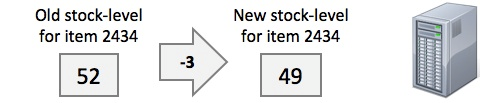 Old stock-level
for item 2434
52
-3
New stock-level
for item 2434
49